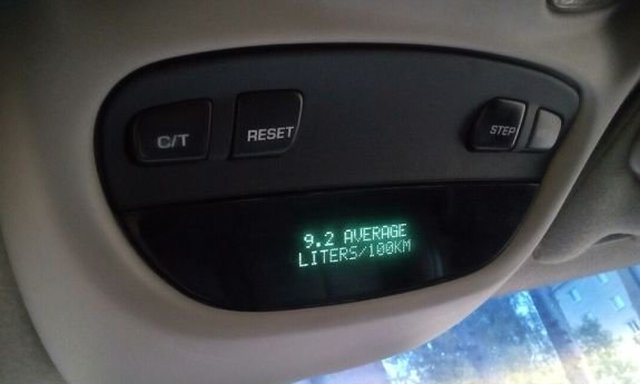 C/T
RESET
STEP
9.2 AVERAGE
LITERS/100KM